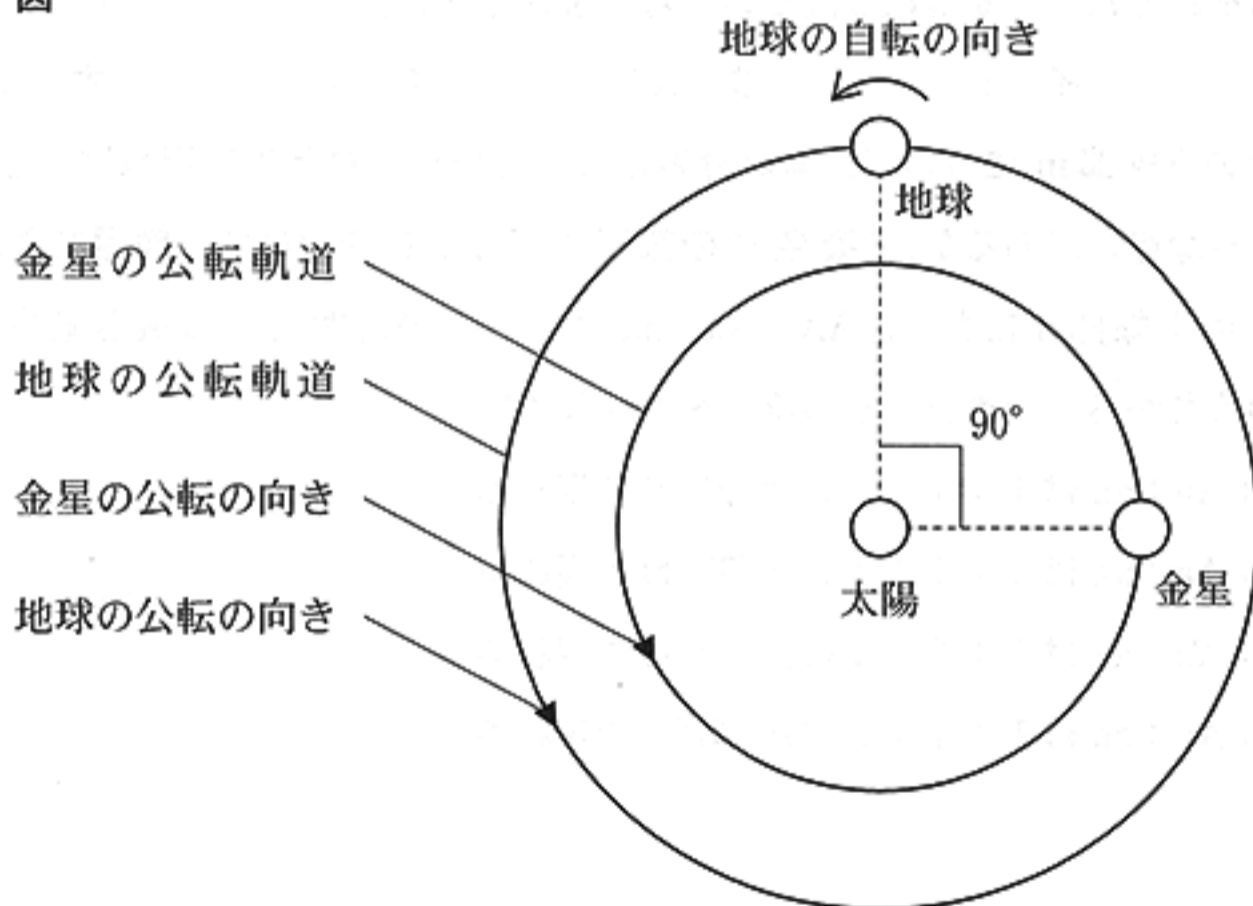 図
地球の自転の向き
地球
金星の公転軌道
地球の公転軌道
90°
金星の公転の向き
太陽
金星
地球の公転の向き